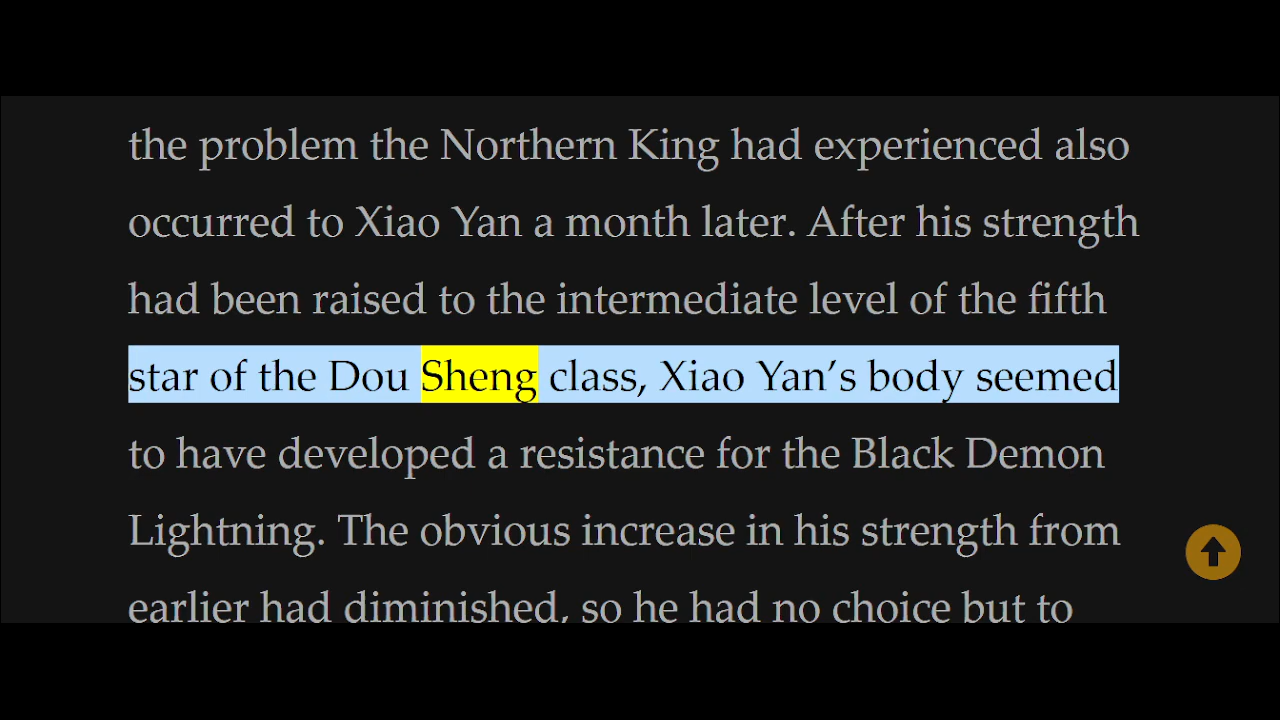 the problem the Northern King had experienced also
occurred to Xiao Yan a month later. After his strength
had been raised to the intermediate level of the fifth
star of the Dou Sheng class, Xiao Yan’s body seemed
to have developed a resistance for the Black Demon
Lightning. The obvious increase in his strength from
earlier had diminished, so he had no choice but to